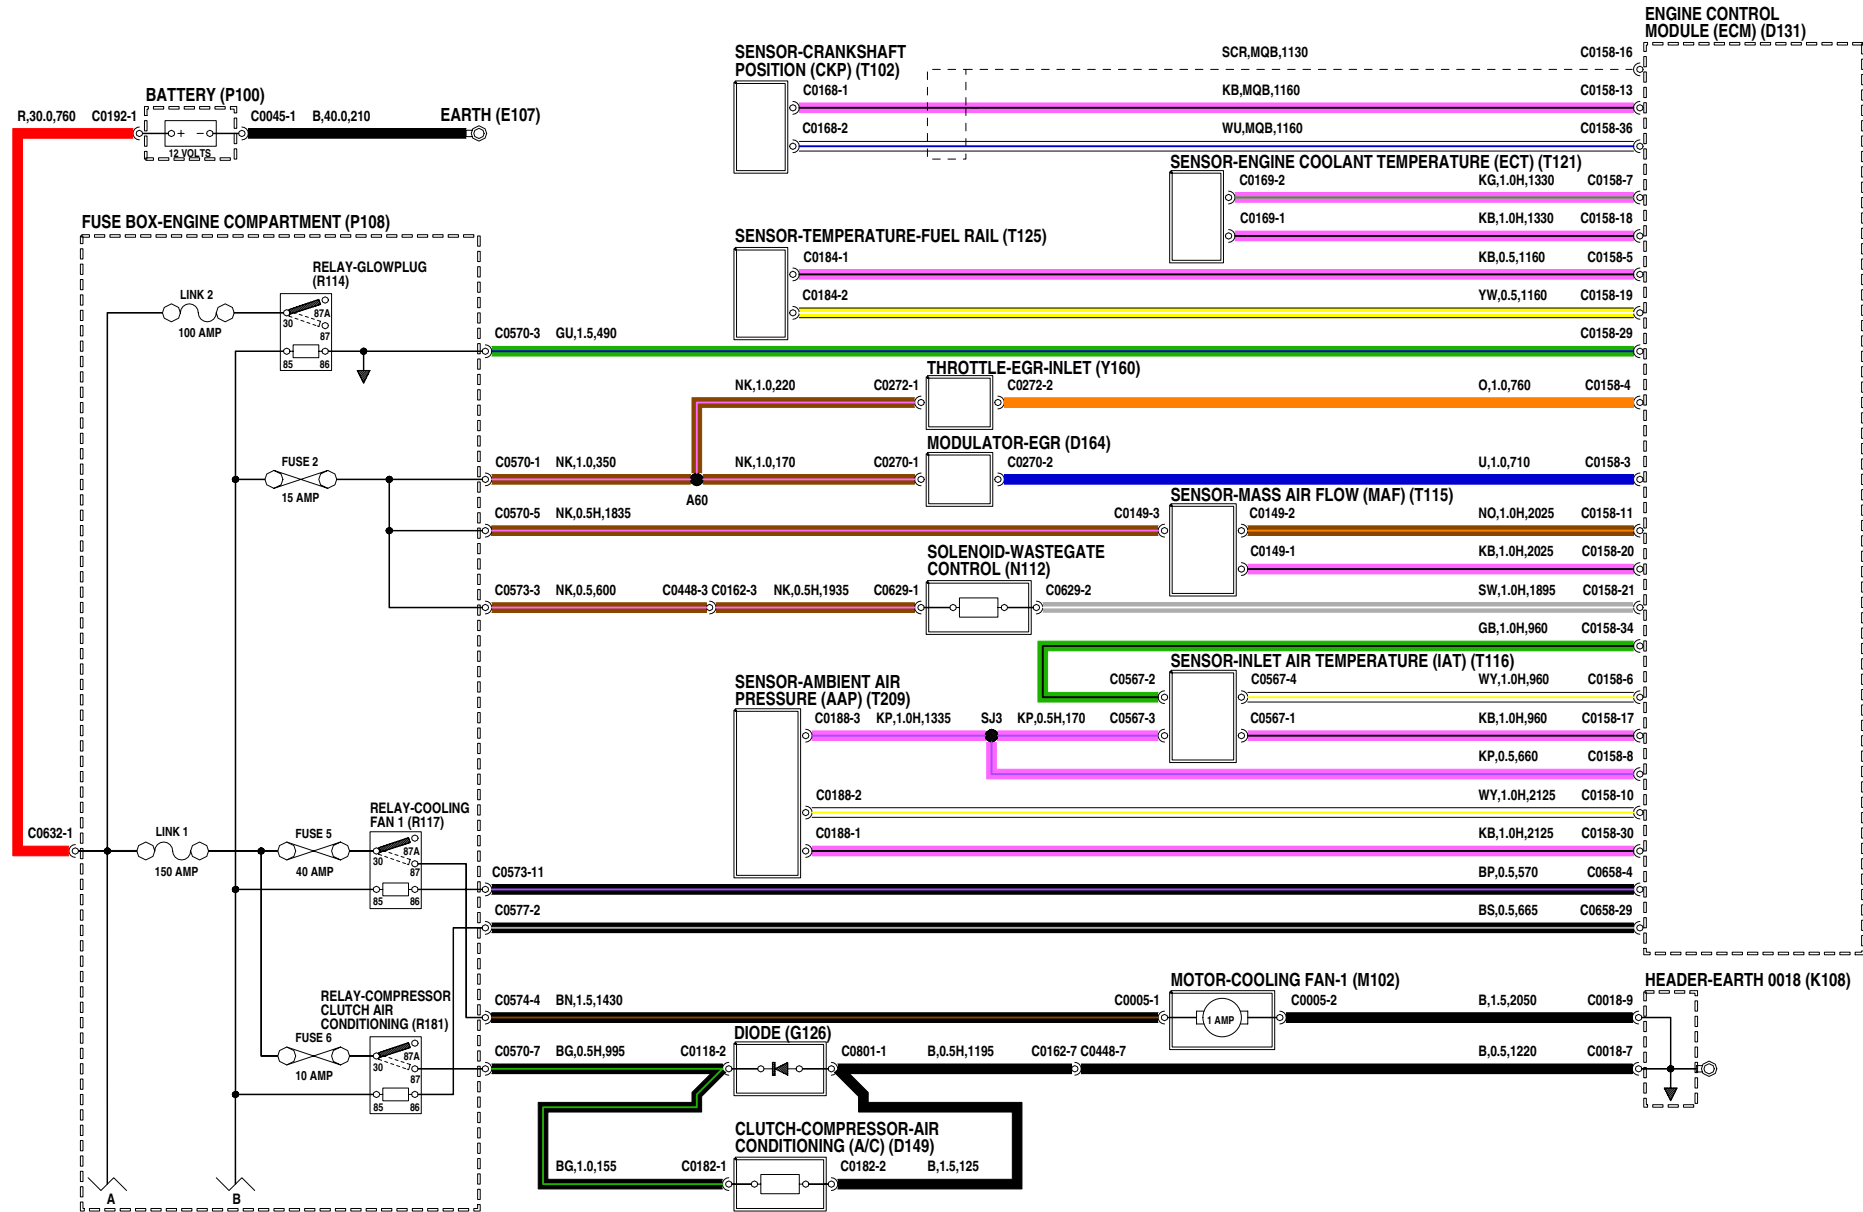 ENGINE CONTROL
MODULE (ECM) (D131)
SENSOR-CRANKSHAFT
POSITION (CKP) (T102)
SCR,MQB,1130 C0158-16
C0168-1 KB,MQB,1160 C0158-13
C0168-2 WU,MQB,1160 C0158-36
BATTERY (P100)
R,30.0,760 C0192-1 C0045-1 B,40.0,210 EARTH (E107)
+ −
12 VOLTS
SENSOR-ENGINE COOLANT TEMPERATURE (ECT) (T121)
C0169-2 KG,1.0H,1330 C0158-7
C0169-1 KB,1.0H,1330 C0158-18
FUSE BOX-ENGINE COMPARTMENT (P108)
SENSOR-TEMPERATURE-FUEL RAIL (T125)
C0184-1 KB,0.5,1160 C0158-5
C0184-2 YW,0.5,1160 C0158-19
RELAY-GLOWPLUG
(R114)
LINK 2
100 AMP
30 87A
87
85 86
C0570-3 GU,1.5,490 C0158-29
THROTTLE-EGR-INLET (Y160)
NK,1.0,220 C0272-1 C0272-2 O,1.0,760 C0158-4
MODULATOR-EGR (D164)
FUSE 2
15 AMP
C0570-1 NK,1.0,350 NK,1.0,170 C0270-1 C0270-2 U,1.0,710 C0158-3
A60
SENSOR-MASS AIR FLOW (MAF) (T115)
C0570-5 NK,0.5H,1835 C0149-3 C0149-2 NO,1.0H,2025 C0158-11
C0149-1 KB,1.0H,2025 C0158-20
SOLENOID-WASTEGATE
CONTROL (N112)
C0573-3 NK,0.5,600 C0448-3 C0162-3 NK,0.5H,1935 C0629-1 C0629-2 SW,1.0H,1895 C0158-21
GB,1.0H,960 C0158-34
SENSOR-INLET AIR TEMPERATURE (IAT) (T116)
C0567-2 C0567-4 WY,1.0H,960 C0158-6
SENSOR-AMBIENT AIR
PRESSURE (AAP) (T209)
C0188-3 KP,1.0H,1335 SJ3 KP,0.5H,170 C0567-3 C0567-1 KB,1.0H,960 C0158-17
KP,0.5,660 C0158-8
C0188-2 WY,1.0H,2125 C0158-10
C0188-1 KB,1.0H,2125 C0158-30
RELAY-COOLING
FAN 1 (R117)
C0632-1 LINK 1 FUSE 5
150 AMP 40 AMP
30 87A
87
85 86
C0573-11 BP,0.5,570 C0658-4
C0577-2 BS,0.5,665 C0658-29
MOTOR-COOLING FAN-1 (M102)
HEADER-EARTH 0018 (K108)
C0574-4 BN,1.5,1430 C0005-1 C0005-2 B,1.5,2050 C0018-9
1 AMP
RELAY-COMPRESSOR
CLUTCH AIR
CONDITIONING (R181)
FUSE 6
10 AMP
30 87A
87
85 86
DIODE (G126)
C0570-7 BG,0.5H,995 C0118-2 C0801-1 B,0.5H,1195 C0162-7 C0448-7 B,0.5,1220 C0018-7
CLUTCH-COMPRESSOR-AIR
CONDITIONING (A/C) (D149)
BG,1.0,155 C0182-1 C0182-2 B,1.5,125
A B